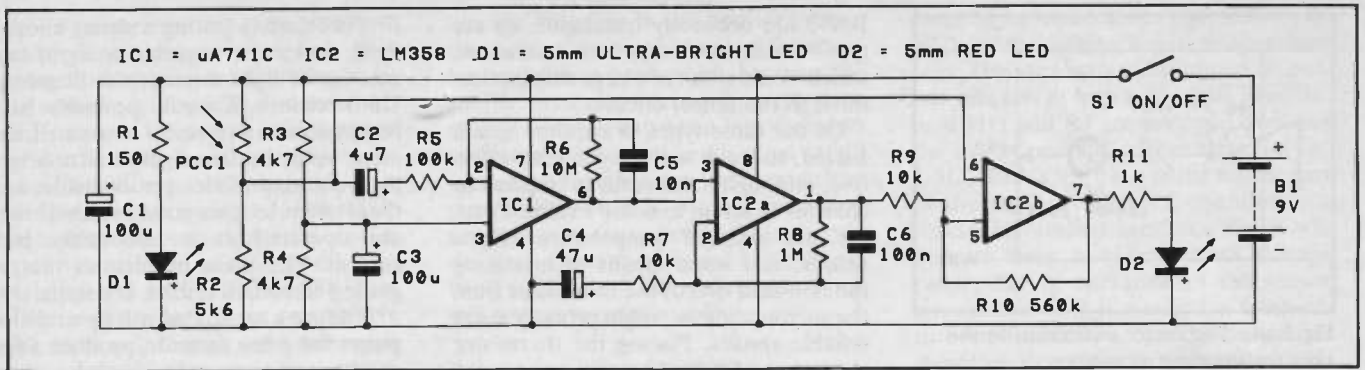 IC1 = uA741C IC2 = LM358 D1 = 5mm ULTRA-BRIGHT LED D2 = 5mm RED LED
S1 ON/OFF
R1
150
PCC1
R3
4k7
C2
4u7
R5
100k
R6
10M
C5
10n
R9
10k
R11
1k
B1
9V
C1
100u
D1
R2
5k6
R4
4k7
C3
100u
2
3
4
7
6
IC1
C4
47u
R7
10k
3
2
8
4
1
IC2a
R8
1M
C6
100n
6
5
7
IC2b
R10 560k
D2